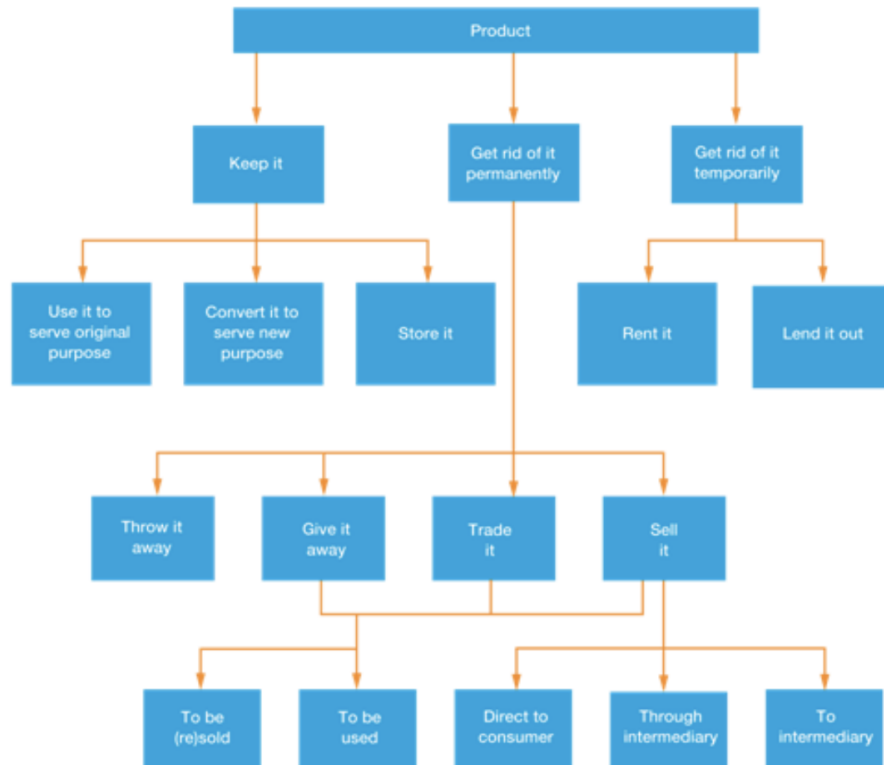 Product
Keep it
Get rid of it
permanently
Get rid of it
temporarily
Use it to
serve original
purpose
Convert it to
serve new
purpose
Store it
Rent it
Lend it out
Throw it
away
Give it
away
Trade
it
Sell
it
To be
(re)sold
To be
used
Direct to
consumer
Through
intermediary
To
intermediary